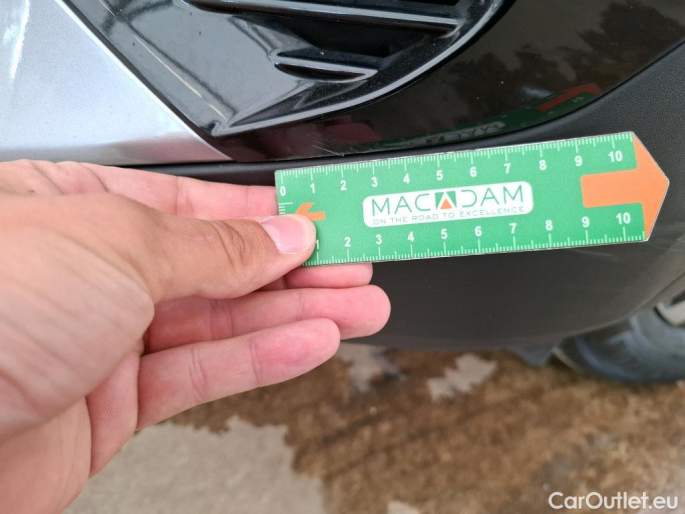 0 1 2 3 4 5 6 7 8 9 10
MACADAM
ON THE ROAD TO EXCELLENCE
1 2 3 4 5 6 7 8 9 10
CarOutlet.eu